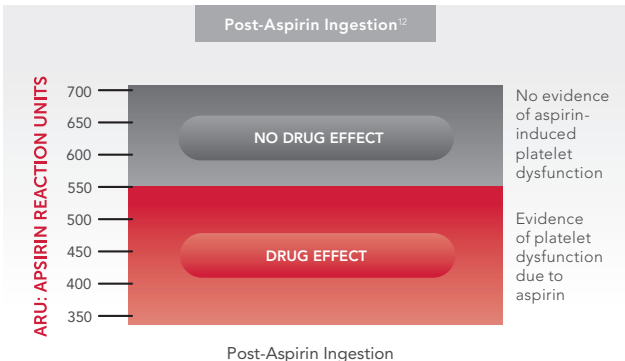 Post-Aspirin Ingestion¹²
ARU: APSIRIN REACTION UNITS
700
650
600
550
500
450
400
350
NO DRUG EFFECT
DRUG EFFECT
No evidence
of aspirin-
induced
platelet
dysfunction
Evidence
of platelet
dysfunction
due to
aspirin
Post-Aspirin Ingestion